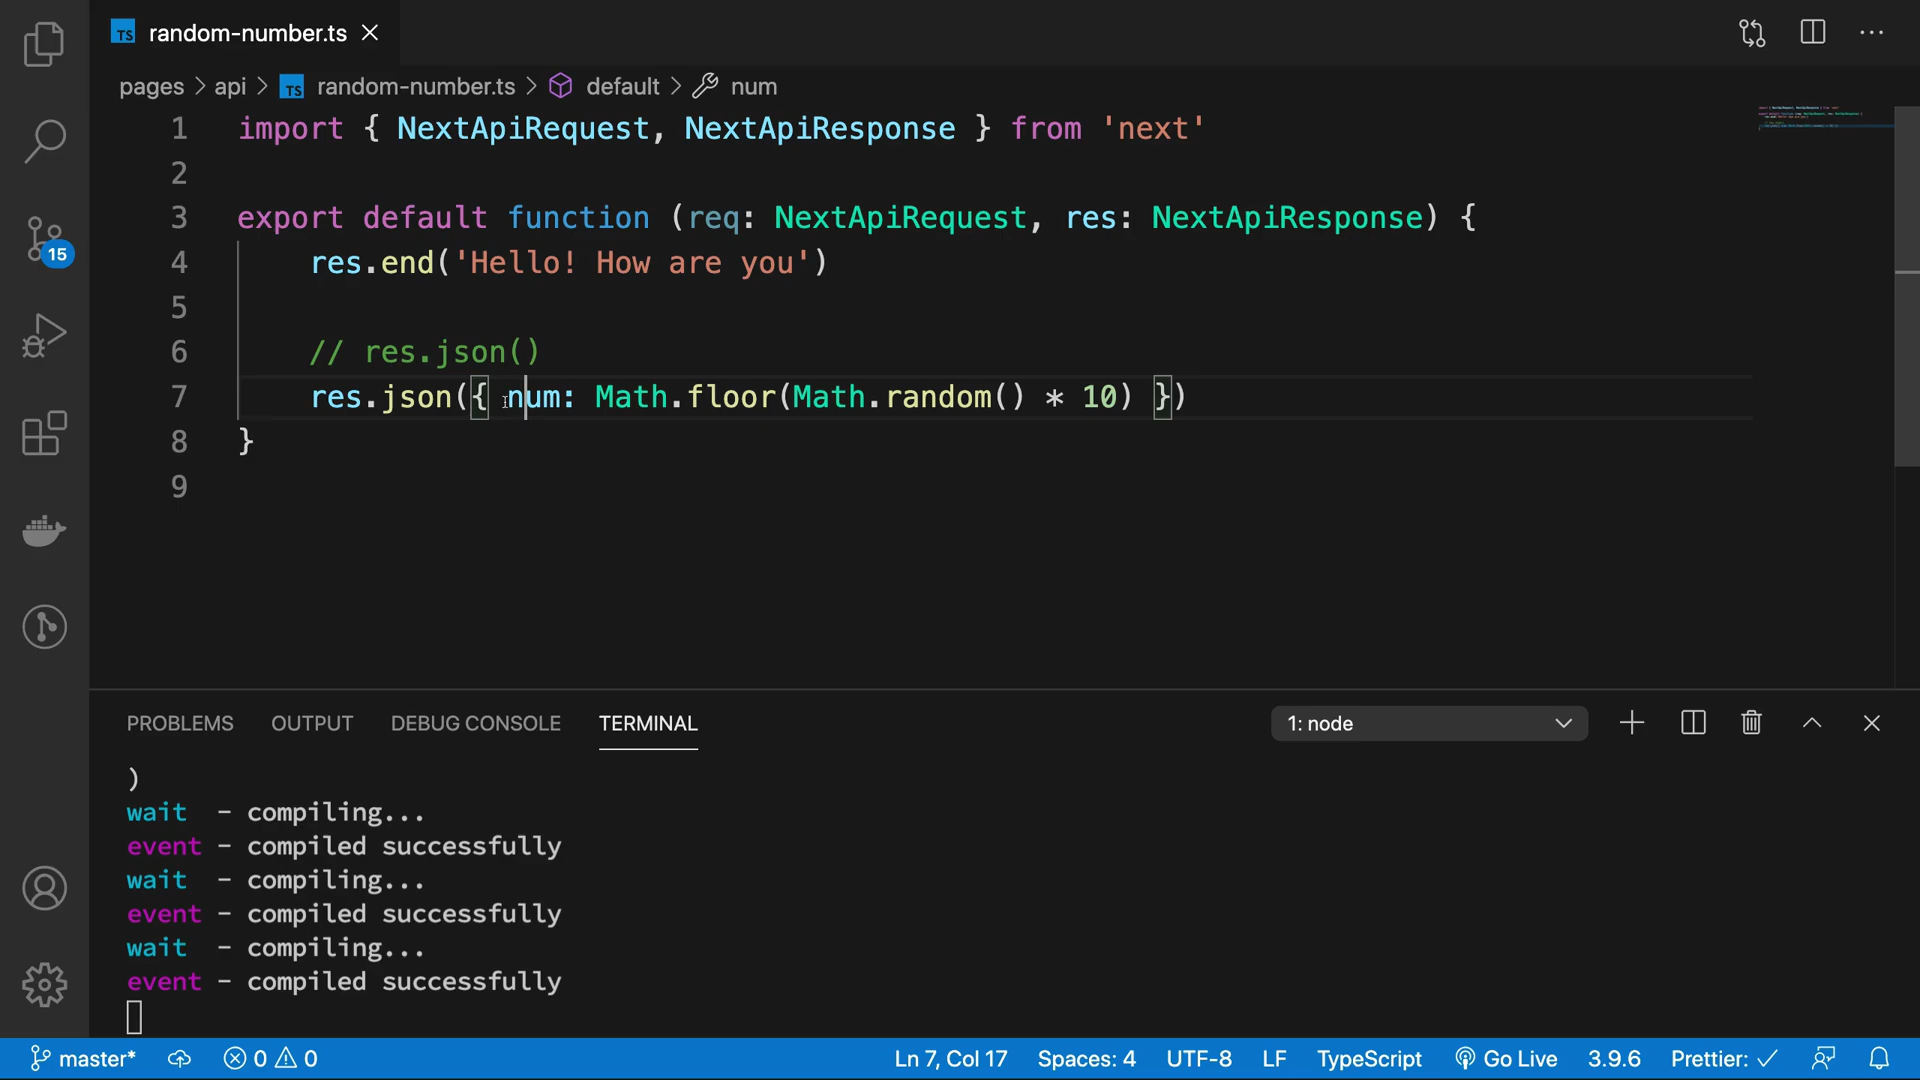 TS random-number.ts
pages > api > TS random-number.ts > default > num
1 import { NextApiRequest, NextApiResponse } from 'next'
2
3 export default function (req: NextApiRequest, res: NextApiResponse) {
4 res.end('Hello! How are you')
5
6 // res.json()
7 res.json({ num: Math.floor(Math.random() * 10) })
8 }
9
15
PROBLEMS OUTPUT DEBUG CONSOLE TERMINAL 1: node
)
wait - compiling...
event - compiled successfully
wait - compiling...
event - compiled successfully
wait - compiling...
event - compiled successfully
master* 0 0 Ln 7, Col 17 Spaces: 4 UTF-8 LF TypeScript Go Live 3.9.6 Prettier: ✓